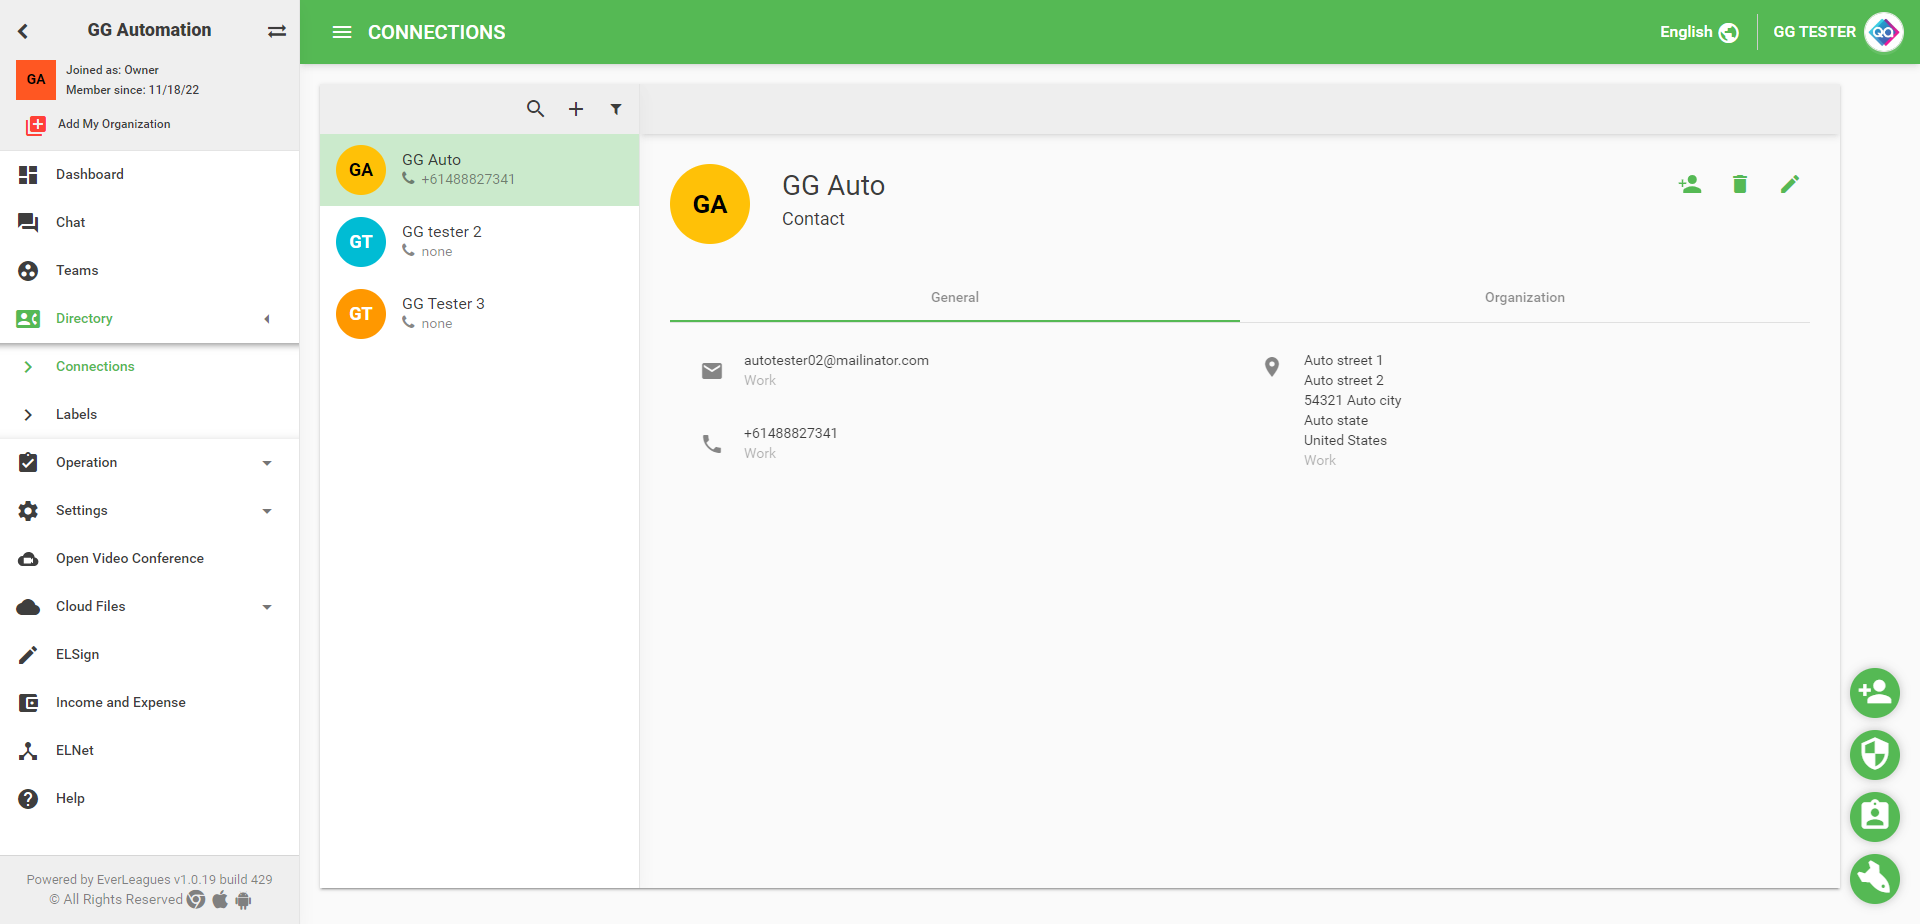 GG Automation
GA
Joined as: Owner
Member since: 11/18/22
Add My Organization
Dashboard
Chat
Teams
Directory
Connections
Labels
Operation
Settings
Open Video Conference
Cloud Files
ELSign
Income and Expense
ELNet
Help
Powered by EverLeagues v1.0.19 build 429
© All Rights Reserved
CONNECTIONS
English
GG TESTER
QA
GA
GG Auto
+61488827341
GT
GG tester 2
none
GT
GG Tester 3
none
GA
GG Auto
Contact
General
Organization
autotester02@mailinator.com
Work
+61488827341
Work
Auto street 1
Auto street 2
54321 Auto city
Auto state
United States
Work